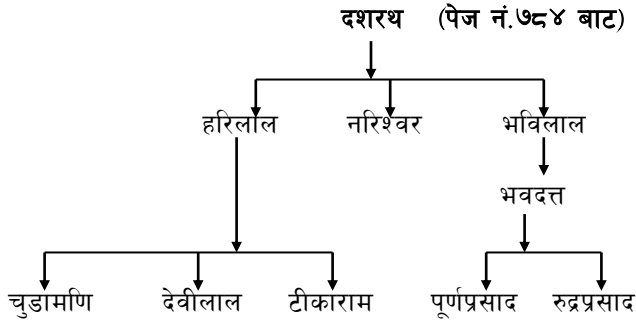 दशरथ (पेज नं.७८४ बाट)
हरिलाल नरिश्वर भविलाल
भवदत्त
चुडामणि देवीलाल टीकाराम पूर्णप्रसाद रुद्रप्रसाद